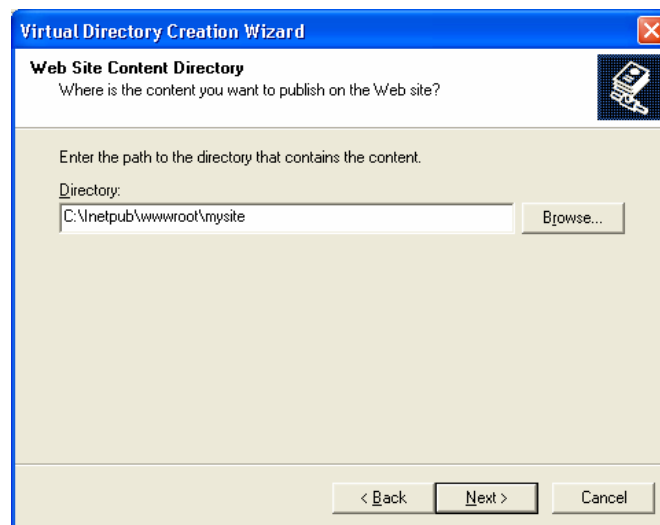 Virtual Directory Creation Wizard
Web Site Content Directory
Where is the content you want to publish on the Web site?
Enter the path to the directory that contains the content.
Directory:
C:\Inetpub\wwwroot\mysite
Browse...
< Back
Next >
Cancel